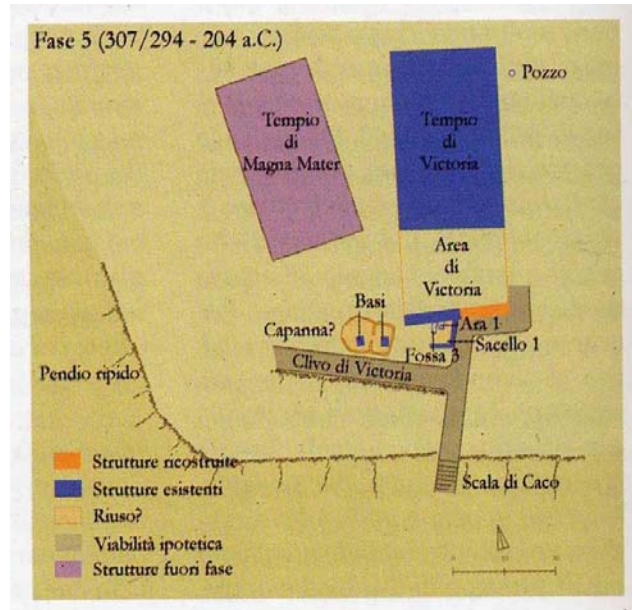 Fase 5 (307/294 - 204 a.C.)
Pozzo
Tempio
di
Magna Mater
Tempio
di
Victoria
Area
di
Victoria
Basi
Capanna?
Ara 1
Fossa 3
Sacello 1
Clivo di Victoria
Pendio ripido
Scala di Caco
Strutture ricostruite
Strutture esistenti
Riuso?
Viabilità ipotetica
Strutture fuori fase